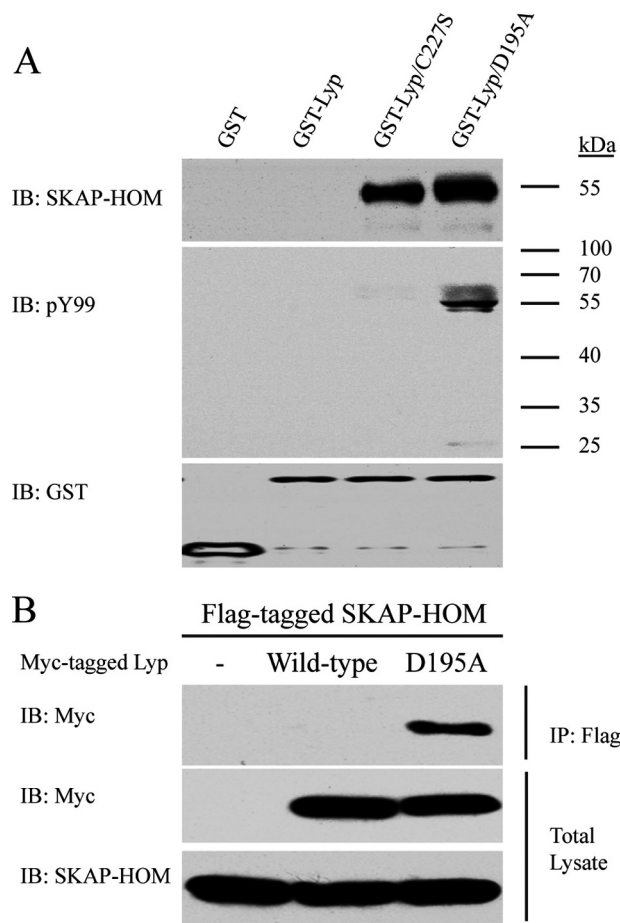 A
GST
GST-Lyp
GST-Lyp/C227S
GST-Lyp/D195A
kDa
IB: SKAP-HOM
55
100
70
IB: pY99
55
40
35
25
IB: GST
B
Flag-tagged SKAP-HOM
Myc-tagged Lyp - Wild-type D195A
IB: Myc
IP: Flag
IB: Myc
Total
Lysate
IB: SKAP-HOM